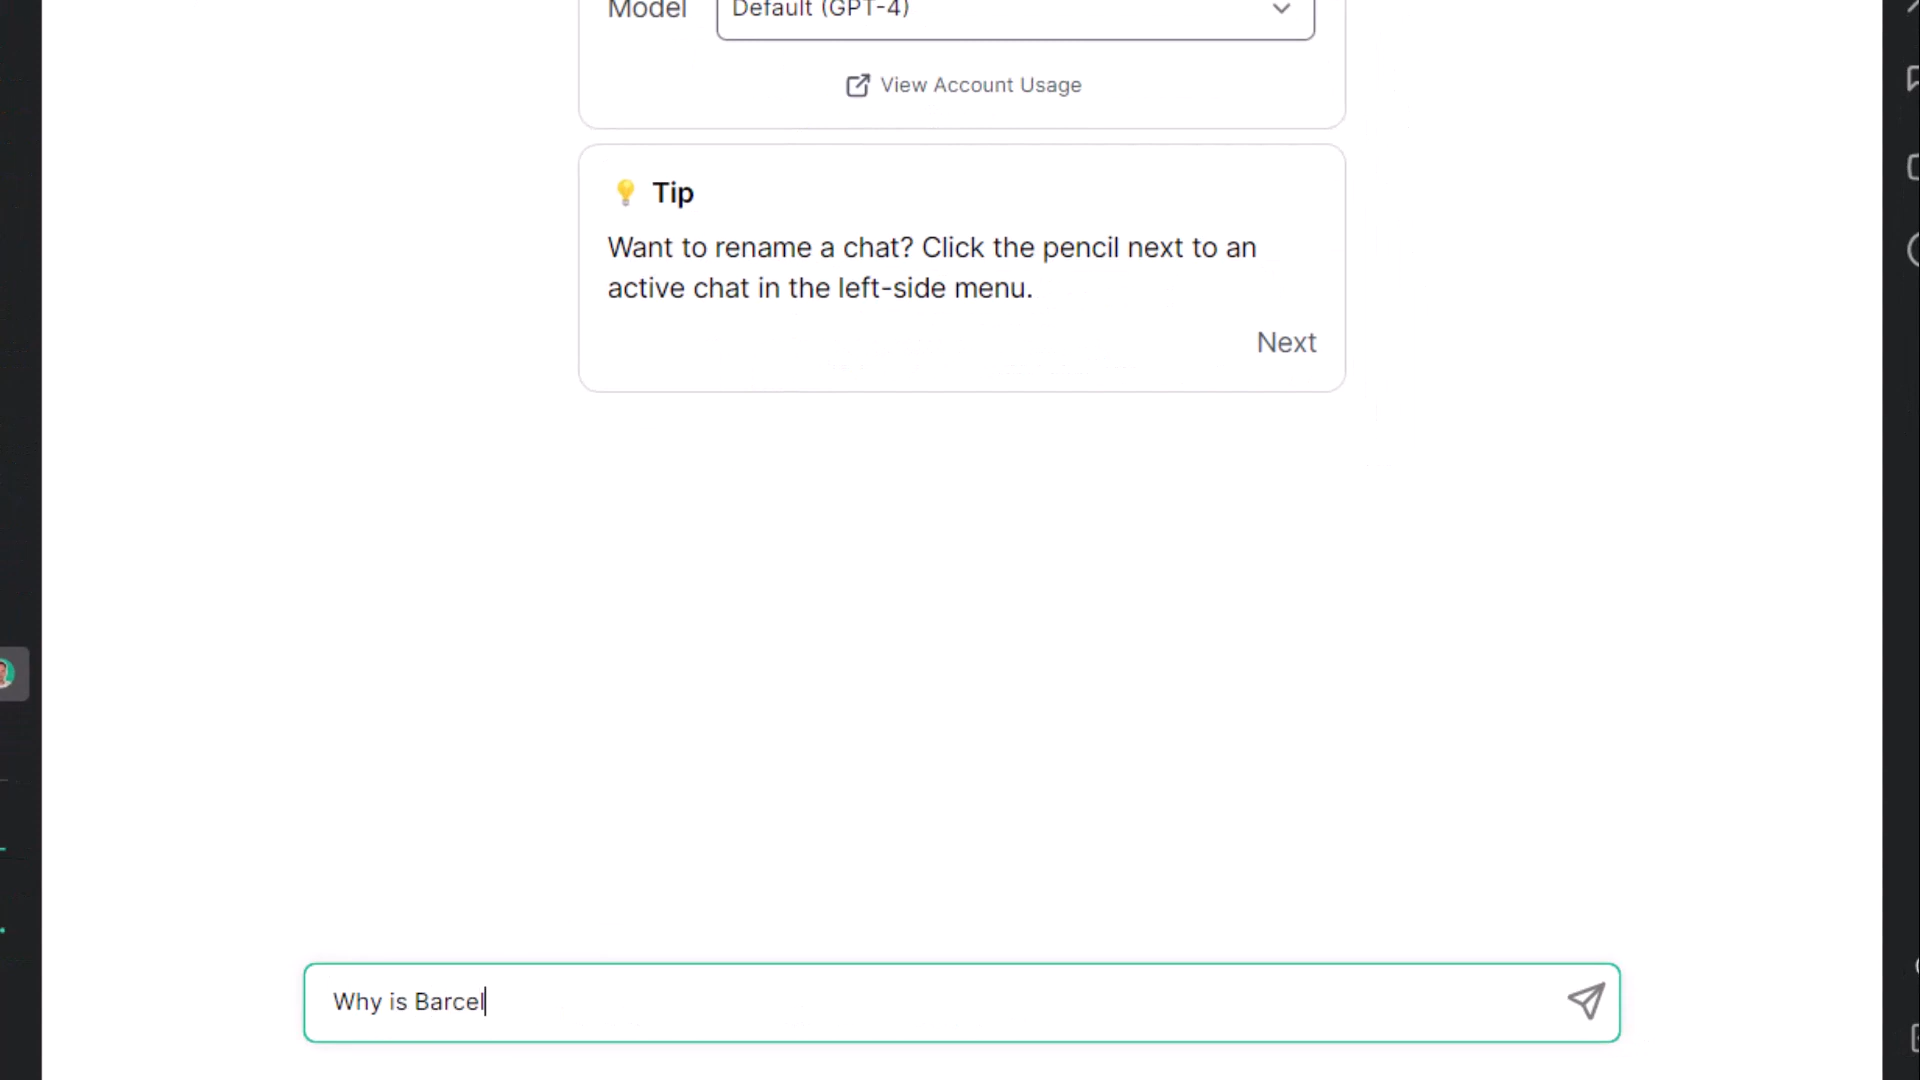 Model Default (GPT-4)
View Account Usage
Tip
Want to rename a chat? Click the pencil next to an
active chat in the left-side menu.
Next
Why is Barcel